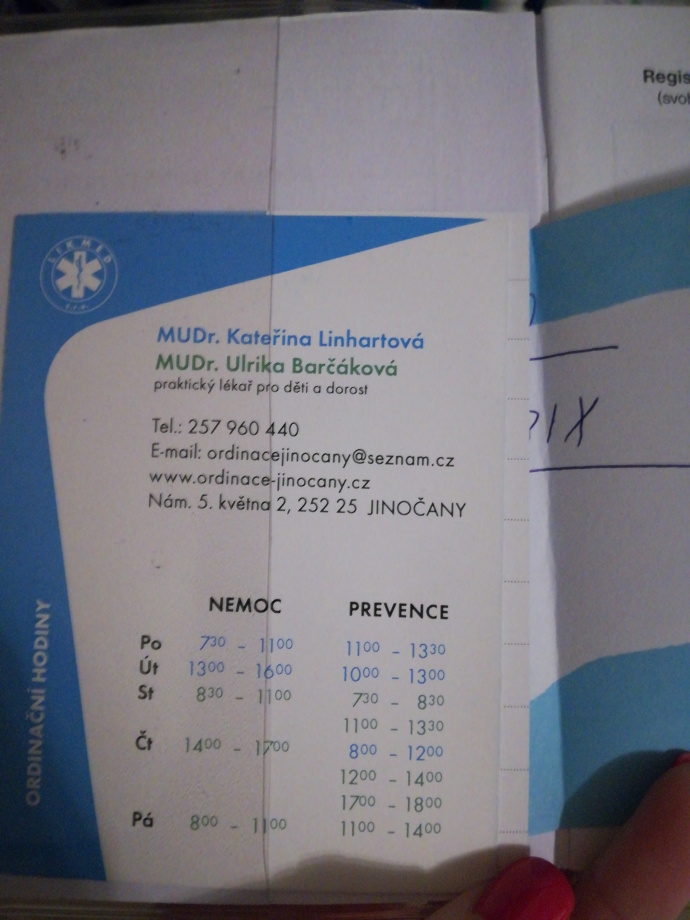 Regis
(svob
ŠIKMED
s.r.o.
MUDr. Kateřina Linhartová
MUDr. Ulrika Barčáková
praktický lékař pro děti a dorost
Tel.: 257 960 440
E-mail: ordinacejinocany@seznam.cz
www.ordinace-jinocany.cz
Nám. 5. května 2, 252 25 JINOČANY
ORDINAČNÍ HODINY
NEMOC PREVENCE
Po 7³⁰ - 11⁰⁰ 11⁰⁰ - 13³⁰
Út 13⁰⁰ - 16⁰⁰ 10⁰⁰ - 13⁰⁰
St 8³⁰ - 11⁰⁰ 7³⁰ - 8³⁰
11⁰⁰ - 13³⁰
Čt 14⁰⁰ - 17⁰⁰ 8⁰⁰ - 12⁰⁰
12⁰⁰ - 14⁰⁰
17⁰⁰ - 18⁰⁰
Pá 8⁰⁰ - 11⁰⁰ 11⁰⁰ - 14⁰⁰